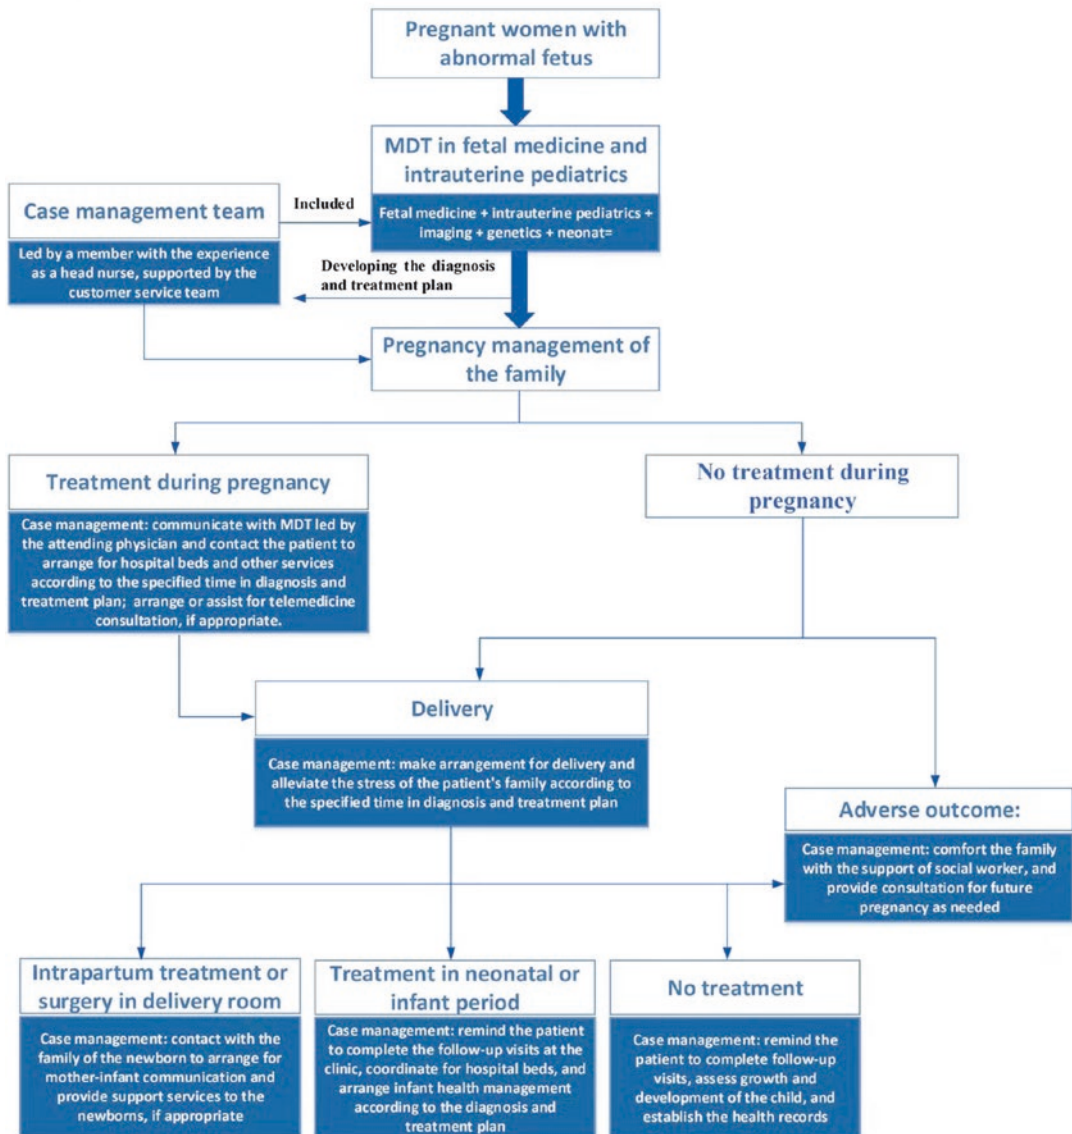 Pregnant women with
abnormal fetus
MDT in fetal medicine and
intrauterine pediatrics
Fetal medicine + intrauterine pediatrics +
imaging + genetics + neonat=
Case management team
Led by a member with the experience
as a head nurse, supported by the
customer service team
Included
Developing the diagnosis
and treatment plan
Pregnancy management of
the family
Treatment during pregnancy
Case management: communicate with MDT led by
the attending physician and contact the patient to
arrange for hospital beds and other services
according to the specified time in diagnosis and
treatment plan; arrange or assist for telemedicine
consultation, if appropriate.
No treatment during
pregnancy
Delivery
Case management: make arrangement for delivery and
alleviate the stress of the patient's family according to
the specified time in diagnosis and treatment plan
Adverse outcome:
Case management: comfort the family
with the support of social worker, and
provide consultation for future
pregnancy as needed
Intrapartum treatment or
surgery in delivery room
Case management: contact with the
family of the newborn to arrange for
mother-infant communication and
provide support services to the
newborns, if appropriate
Treatment in neonatal or
infant period
Case management: remind the patient
to complete the follow-up visits at the
clinic, coordinate for hospital beds, and
arrange infant health management
according to the diagnosis and
treatment plan
No treatment
Case management: remind the
patient to complete follow-up
visits, assess growth and
development of the child, and
establish the health records